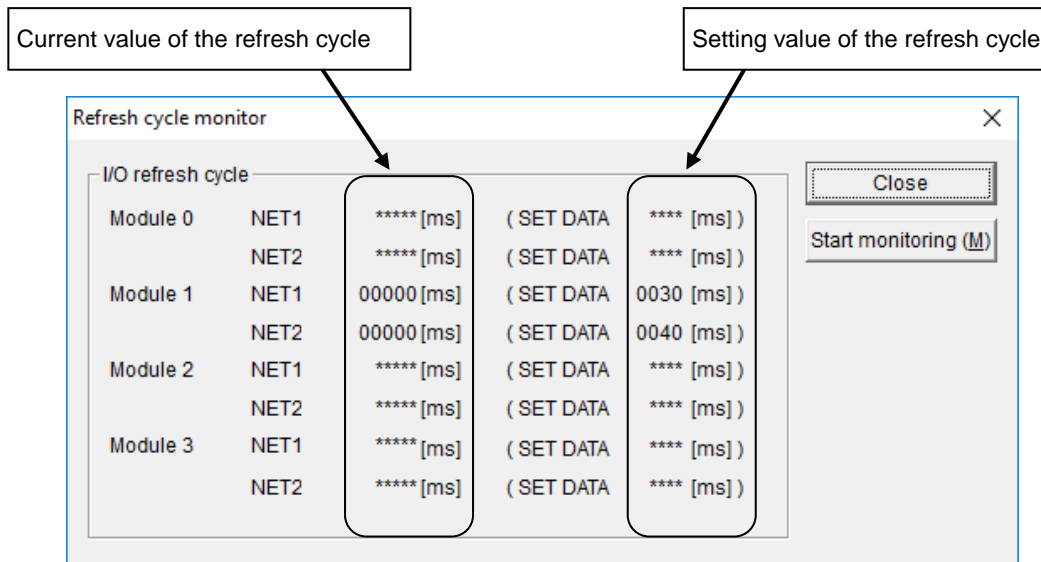 Current value of the refresh cycle
Setting value of the refresh cycle
Refresh cycle monitor
I/O refresh cycle
Close
Module 0 NET1 ***** [ms] ( SET DATA **** [ms] )
Start monitoring (M)
NET2 ***** [ms] ( SET DATA **** [ms] )
Module 1 NET1 00000 [ms] ( SET DATA 0030 [ms] )
NET2 00000 [ms] ( SET DATA 0040 [ms] )
Module 2 NET1 ***** [ms] ( SET DATA **** [ms] )
NET2 ***** [ms] ( SET DATA **** [ms] )
Module 3 NET1 ***** [ms] ( SET DATA **** [ms] )
NET2 ***** [ms] ( SET DATA **** [ms] )